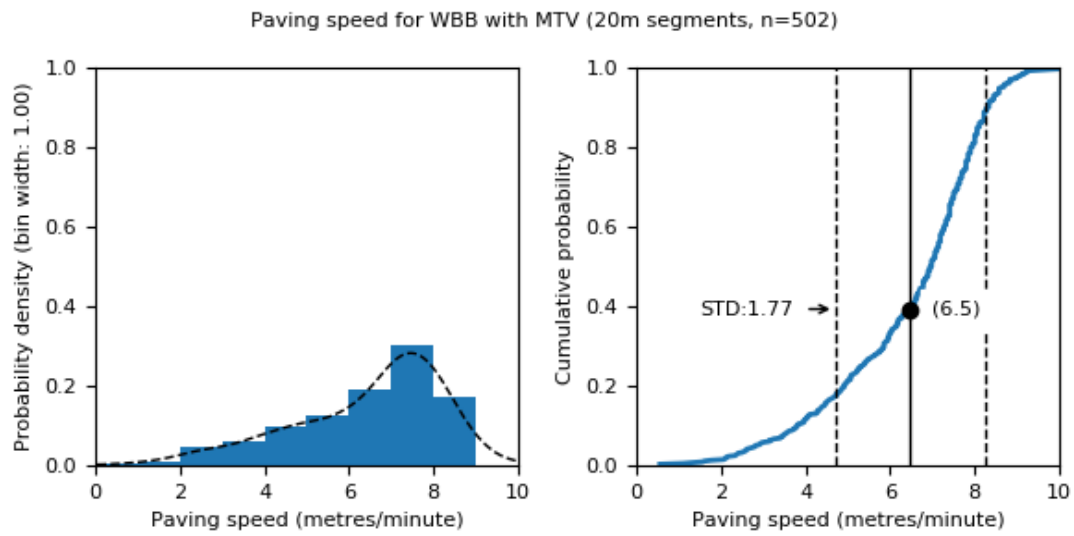 Paving speed for WBB with MTV (20m segments, n=502)
Probability density (bin width: 1.00)
1.0
0.8
0.6
0.4
0.2
0.0
0 2 4 6 8 10
Paving speed (metres/minute)
Cumulative probability
1.0
0.8
0.6
0.4
0.2
0.0
STD:1.77
(6.5)
0 2 4 6 8 10
Paving speed (metres/minute)